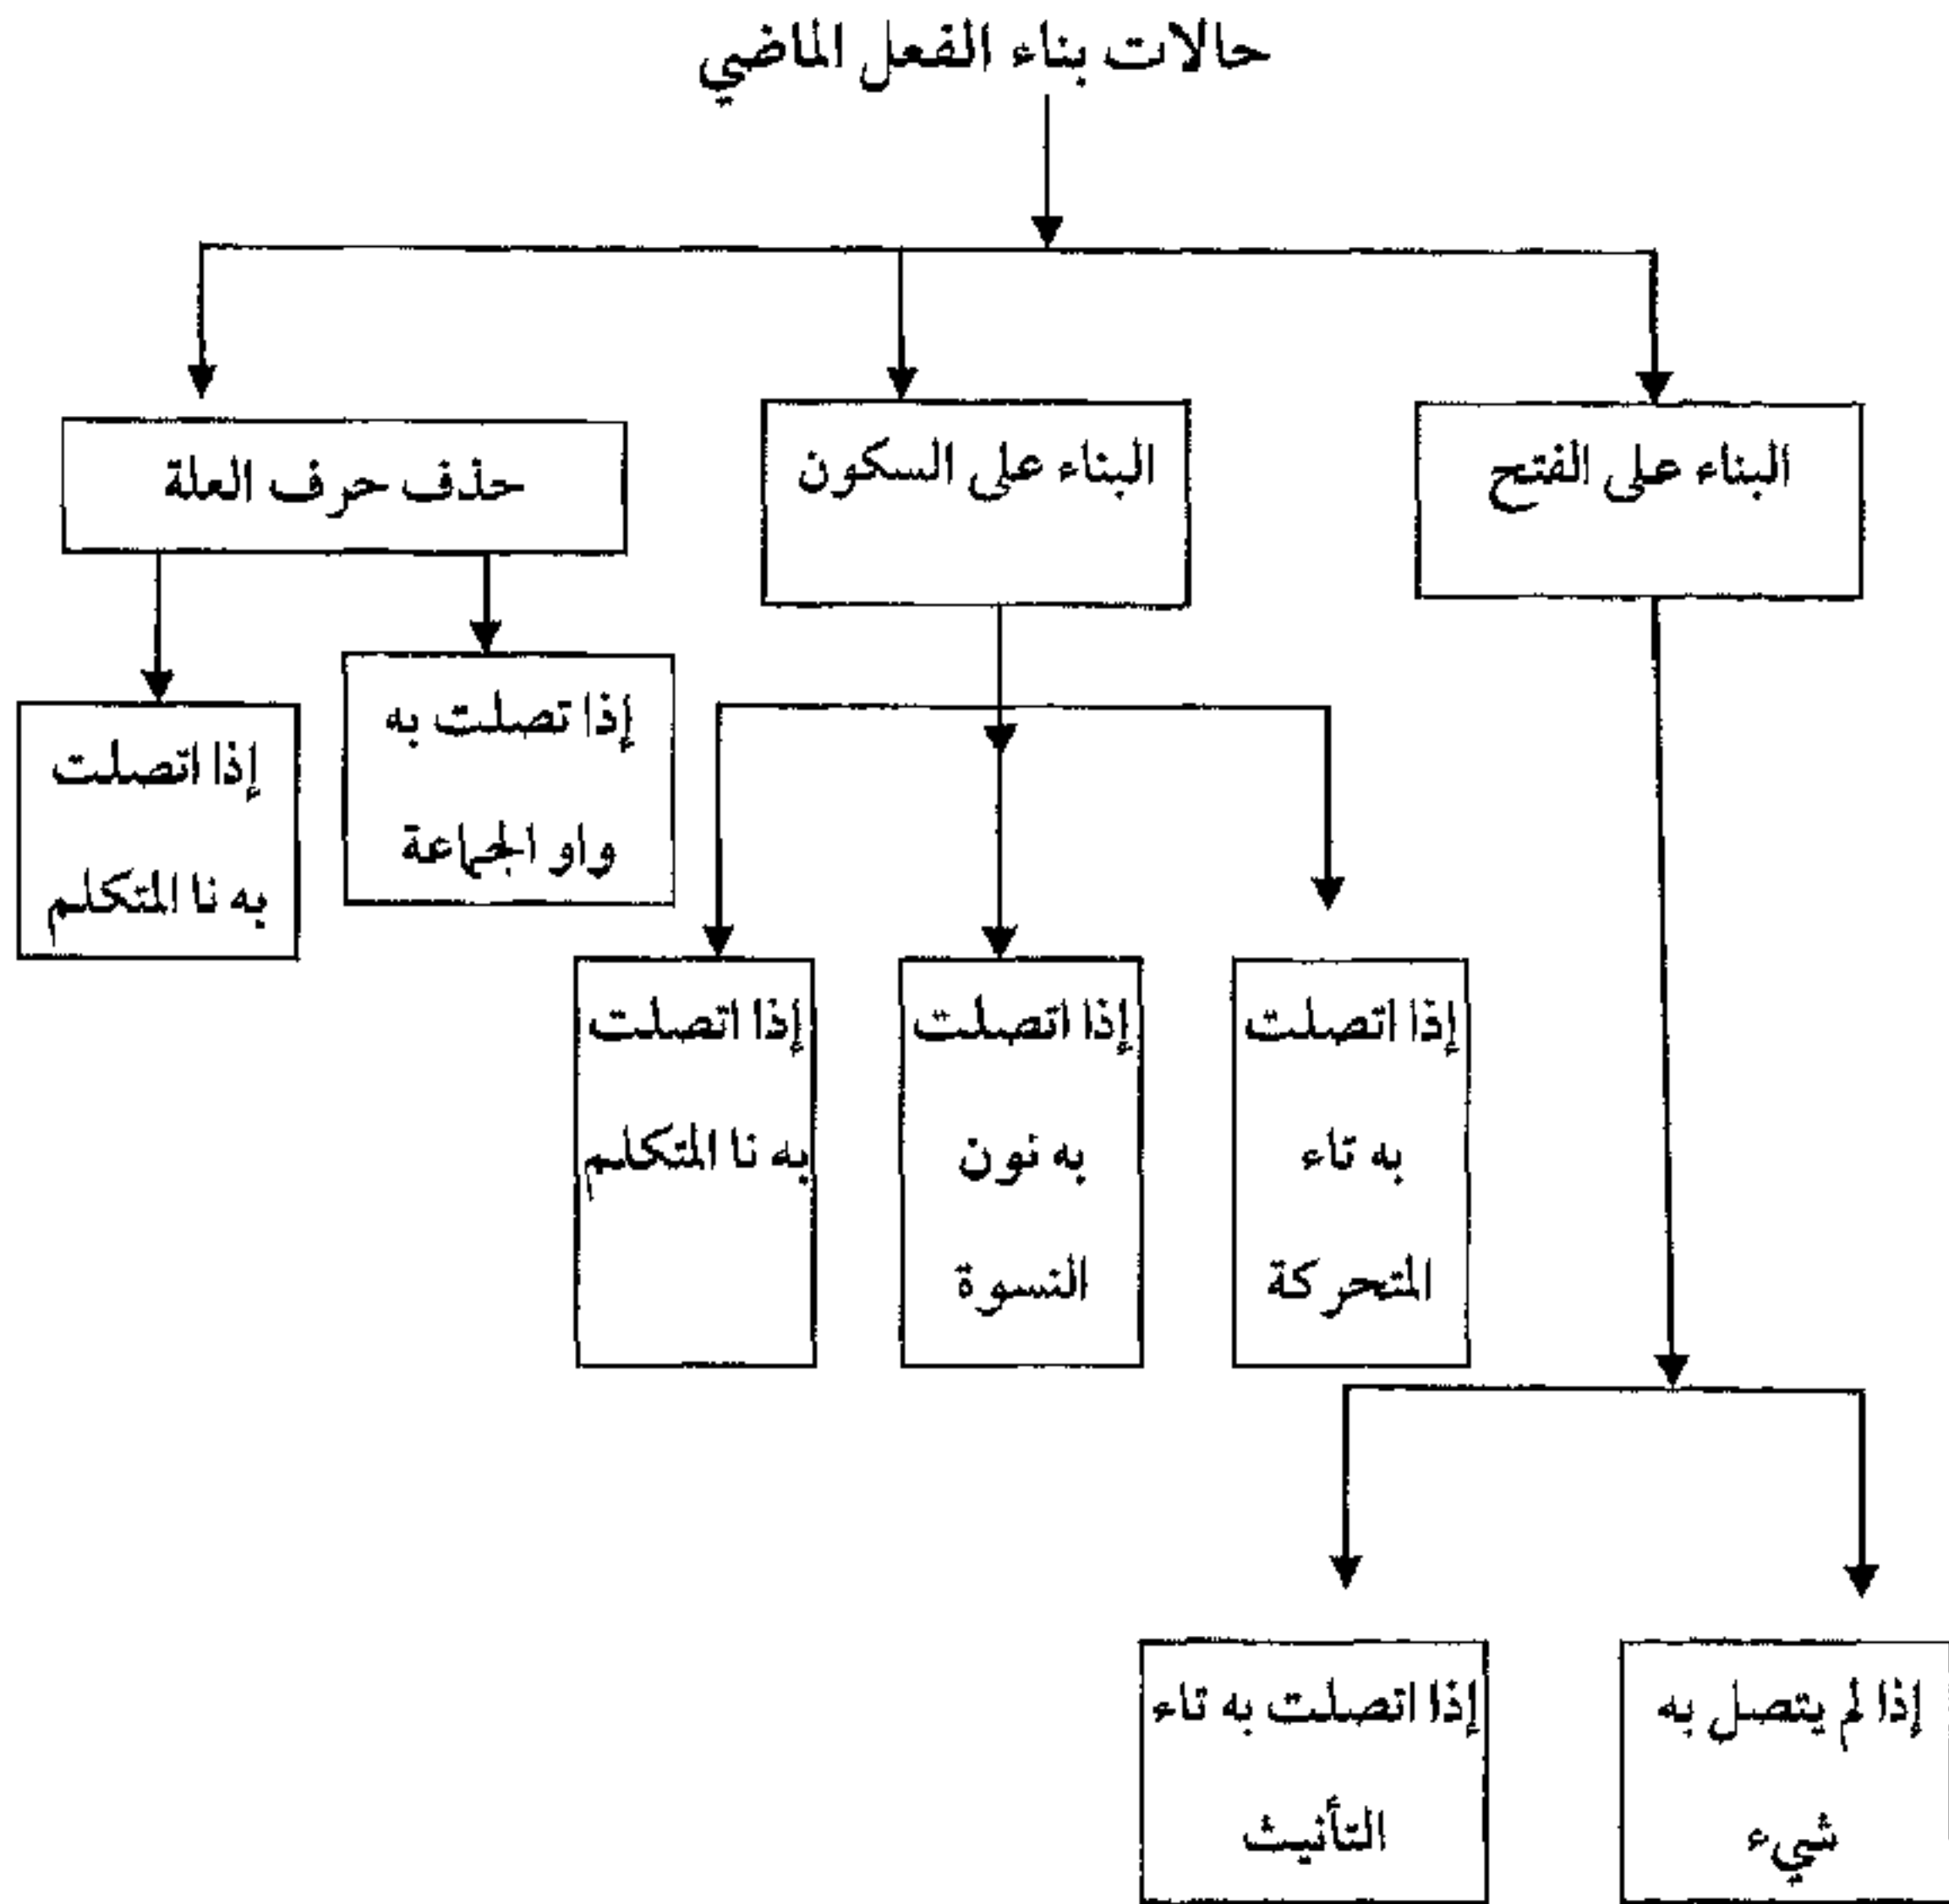 حالات بناء الفعل الماضي
البناء على الفتح
البناء على السكون
حذف حرف العلة
إذا تصلت به
واو الجماعة
إذا اتصلت
به نا المتكلم
إذا اتصلت
به تاء
المتحركة
إذا اتصلت
به نون
النسوة
إذا اتصلت
به نا المتكلم
إذا لم يتصل به
شيء
إذا اتصلت به تاء
التأنيث